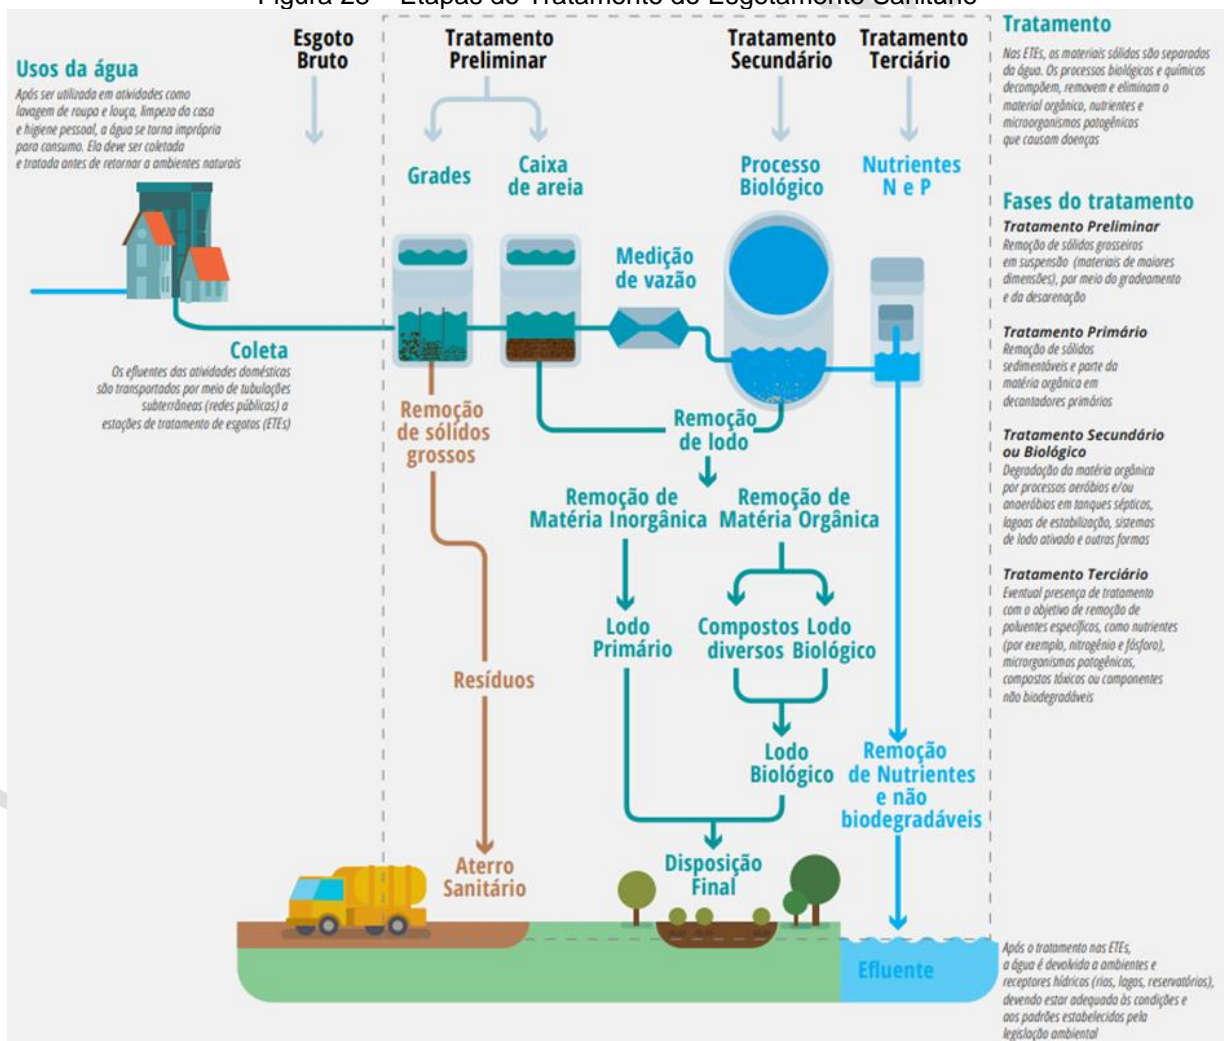 Figura 23 – Etapas do Tratamento do Esgotamento Sanitário
Usos da água
Após ser utilizada em atividades como
lavagem de roupa e louça, limpeza da casa
e higiene pessoal, a água se torna imprópria
para consumo. Ela deve ser coletada
e tratada antes de retornar a ambientes naturais
Esgoto
Bruto
Tratamento
Preliminar
Tratamento
Secundário
Tratamento
Terciário
Grades
Caixa
de areia
Processo
Biológico
Nutrientes
N e P
Medição
de vazão
Coleta
Os efluentes das atividades domésticas
são transportados por meio de tubulações
subterrâneas (redes públicas) a
estações de tratamento de esgotos (ETEs)
Remoção
de sólidos
grossos
Remoção
de lodo
Remoção de
Matéria Inorgânica
Remoção de
Matéria Orgânica
Lodo
Primário
Compostos
diversos
Lodo
Biológico
Resíduos
Lodo
Biológico
Remoção
de Nutrientes
e não
biodegradáveis
Aterro
Sanitário
Disposição
Final
Efluente
Tratamento
Nas ETEs, os materiais sólidos são separados
da água. Os processos biológicos e químicos
decompõem, removem e eliminam o
material orgânico, nutrientes e
microorganismos patogênicos
que causam doenças
Fases do tratamento
Tratamento Preliminar
Remoção de sólidos grosseiros
em suspensão (materiais de maiores
dimensões), por meio do gradeamento
e da desarenação
Tratamento Primário
Remoção de sólidos
sedimentáveis e parte da
matéria orgânica em
decantadores primários
Tratamento Secundário
ou Biológico
Degradação da matéria orgânica
por processos aeróbios e/ou
anaeróbios em tanques sépticos,
lagoas de estabilização, sistemas
de lodo ativado e outras formas
Tratamento Terciário
Eventual presença de tratamento
com o objetivo de remoção de
poluentes específicos, como nutrientes
(por exemplo, nitrogênio e fósforo),
microrganismos patogênicos,
compostos tóxicos ou componentes
não biodegradáveis
Após o tratamento nas ETEs,
a água é devolvida a ambientes e
receptores hídricos (rios, lagos, reservatórios),
devendo estar adequada às condições e
aos padrões estabelecidos pela
legislação ambiental